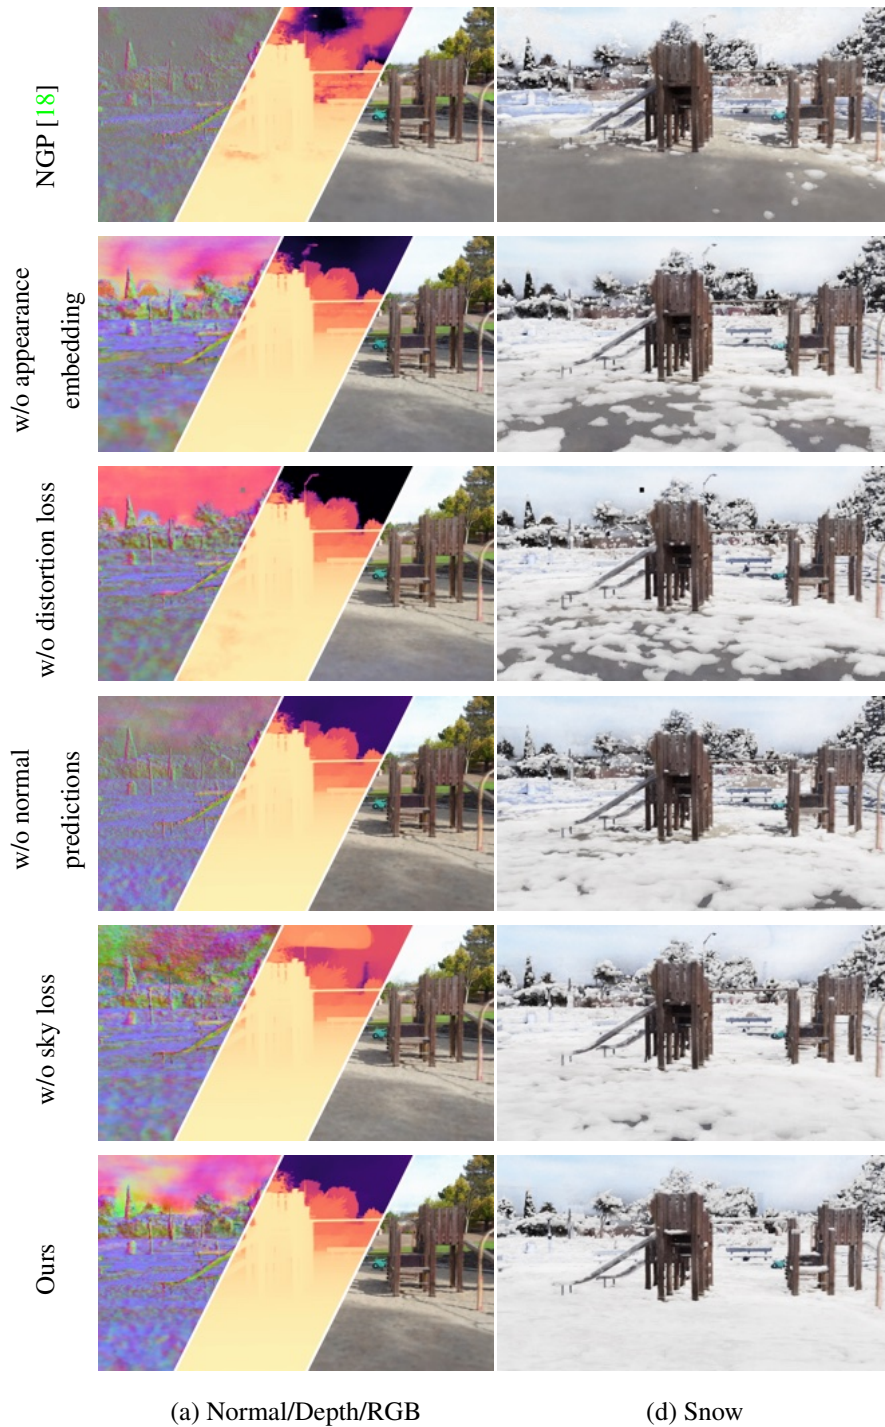 NGP [18]
w/o appearance
embedding
w/o distortion loss
w/o normal
predictions
w/o sky loss
Ours
(a) Normal/Depth/RGB
(d) Snow